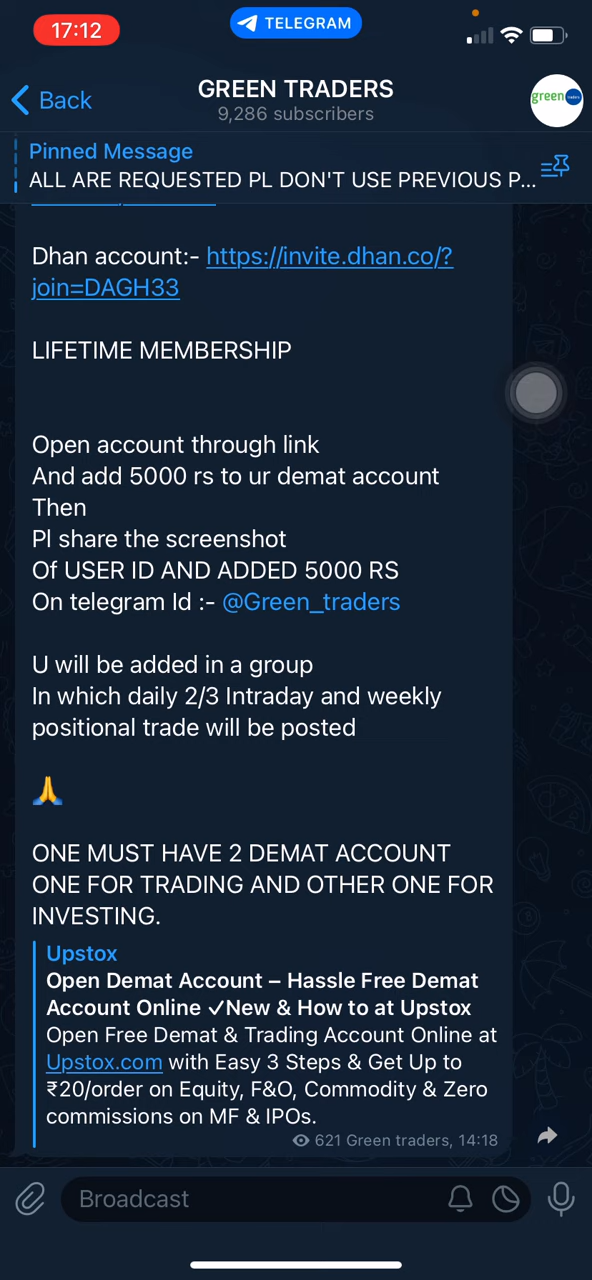 17:12
TELEGRAM
Back
GREEN TRADERS
9,286 subscribers
green
Pinned Message
ALL ARE REQUESTED PL DON'T USE PREVIOUS P...
Dhan account:- https://invite.dhan.co/?
join=DAGH33
LIFETIME MEMBERSHIP
Open account through link
And add 5000 rs to ur demat account
Then
Pl share the screenshot
Of USER ID AND ADDED 5000 RS
On telegram Id :- @Green_traders
U will be added in a group
In which daily 2/3 Intraday and weekly
positional trade will be posted
🙏
ONE MUST HAVE 2 DEMAT ACCOUNT
ONE FOR TRADING AND OTHER ONE FOR
INVESTING.
Upstox
Open Demat Account – Hassle Free Demat
Account Online ✓New & How to at Upstox
Open Free Demat & Trading Account Online at
Upstox.com with Easy 3 Steps & Get Up to
₹20/order on Equity, F&O, Commodity & Zero
commissions on MF & IPOs.
621 Green traders, 14:18
Broadcast